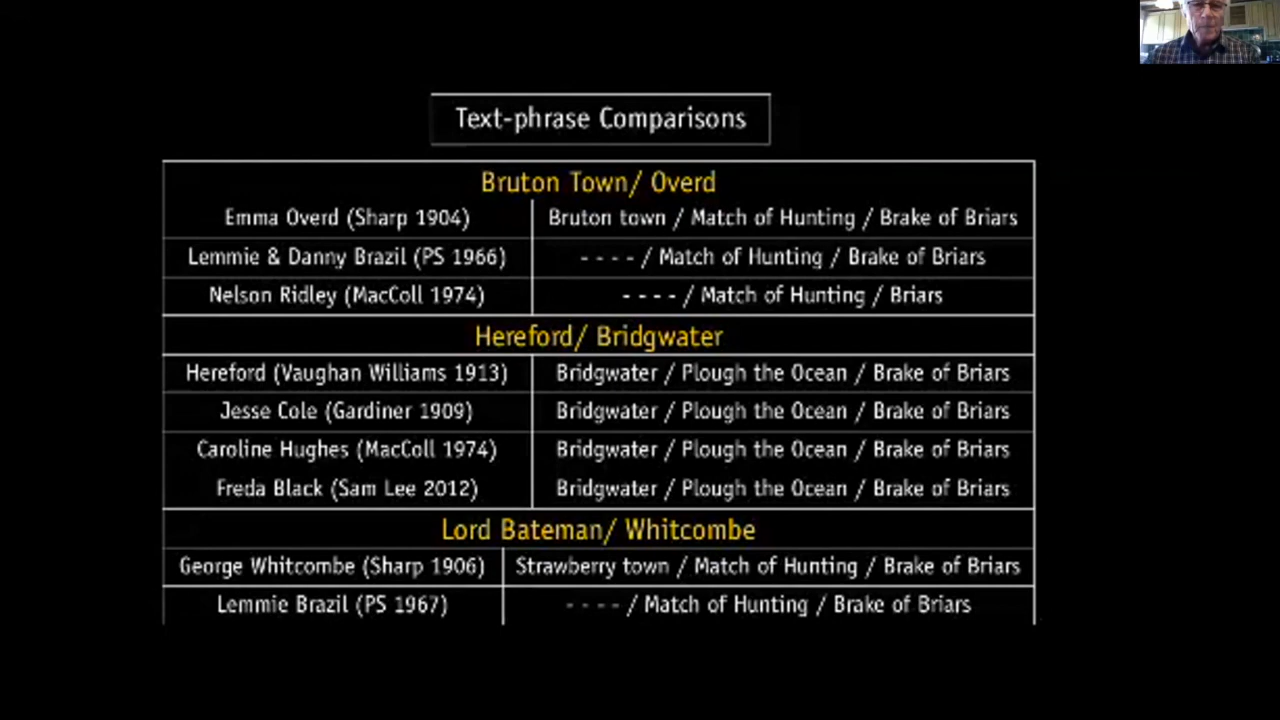 Text-phrase Comparisons
Bruton Town/ Overd
Emma Overd (Sharp 1904) Bruton town / Match of Hunting / Brake of Briars
Lemmie & Danny Brazil (PS 1966) - - - - / Match of Hunting / Brake of Briars
Nelson Ridley (MacColl 1974) - - - - / Match of Hunting / Briars
Hereford/ Bridgwater
Hereford (Vaughan Williams 1913) Bridgwater / Plough the Ocean / Brake of Briars
Jesse Cole (Gardiner 1909) Bridgwater / Plough the Ocean / Brake of Briars
Caroline Hughes (MacColl 1974) Bridgwater / Plough the Ocean / Brake of Briars
Freda Black (Sam Lee 2012) Bridgwater / Plough the Ocean / Brake of Briars
Lord Bateman/ Whitcombe
George Whitcombe (Sharp 1906) Strawberry town / Match of Hunting / Brake of Briars
Lemmie Brazil (PS 1967) - - - - / Match of Hunting / Brake of Briars